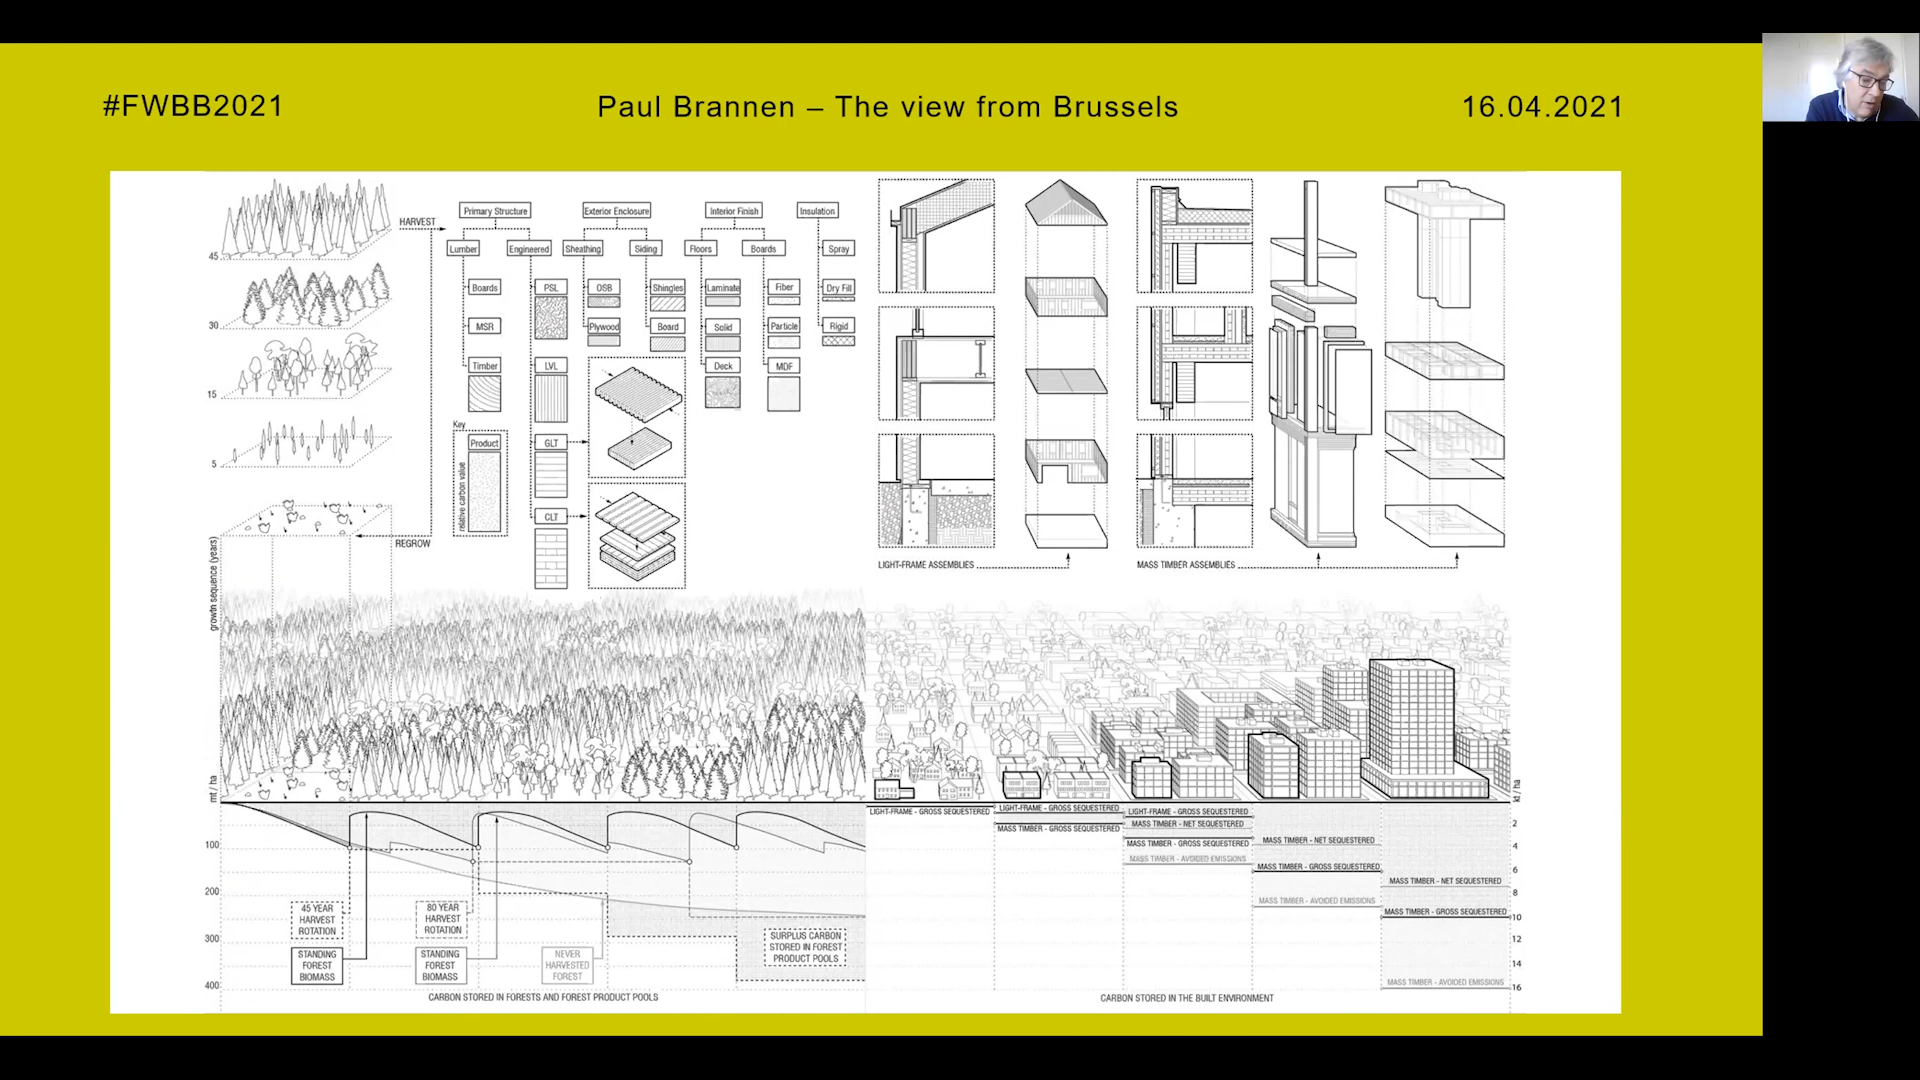 #FWBB2021
Paul Brannen – The view from Brussels
16.04.2021
45
30
15
5
growth sequence (years)
HARVEST
REGROW
Primary Structure
Exterior Enclosure
Interior Finish
Insulation
Lumber
Engineered
Sheathing
Siding
Floors
Boards
Spray
Boards
PSL
OSB
Shingles
Laminate
Fiber
Dry Fill
MSR
Plywood
Board
Solid
Particle
Rigid
Timber
LVL
Deck
MDF
Key
Product
relative carbon value
GLT
CLT
LIGHT-FRAME ASSEMBLIES
MASS TIMBER ASSEMBLIES
mt / ha
100
200
300
400
45 YEAR
HARVEST
ROTATION
STANDING
FOREST
BIOMASS
80 YEAR
HARVEST
ROTATION
STANDING
FOREST
BIOMASS
NEVER
HARVESTED
FOREST
SURPLUS CARBON
STORED IN FOREST
PRODUCT POOLS
CARBON STORED IN FORESTS AND FOREST PRODUCT POOLS
LIGHT-FRAME - GROSS SEQUESTERED
LIGHT-FRAME - GROSS SEQUESTERED
MASS TIMBER - GROSS SEQUESTERED
LIGHT-FRAME - GROSS SEQUESTERED
MASS TIMBER - NET SEQUESTERED
MASS TIMBER - GROSS SEQUESTERED
MASS TIMBER - AVOIDED EMISSIONS
MASS TIMBER - NET SEQUESTERED
MASS TIMBER - GROSS SEQUESTERED
MASS TIMBER - AVOIDED EMISSIONS
MASS TIMBER - NET SEQUESTERED
MASS TIMBER - GROSS SEQUESTERED
MASS TIMBER - AVOIDED EMISSIONS
kt / ha
2
4
6
8
10
12
14
16
CARBON STORED IN THE BUILT ENVIRONMENT